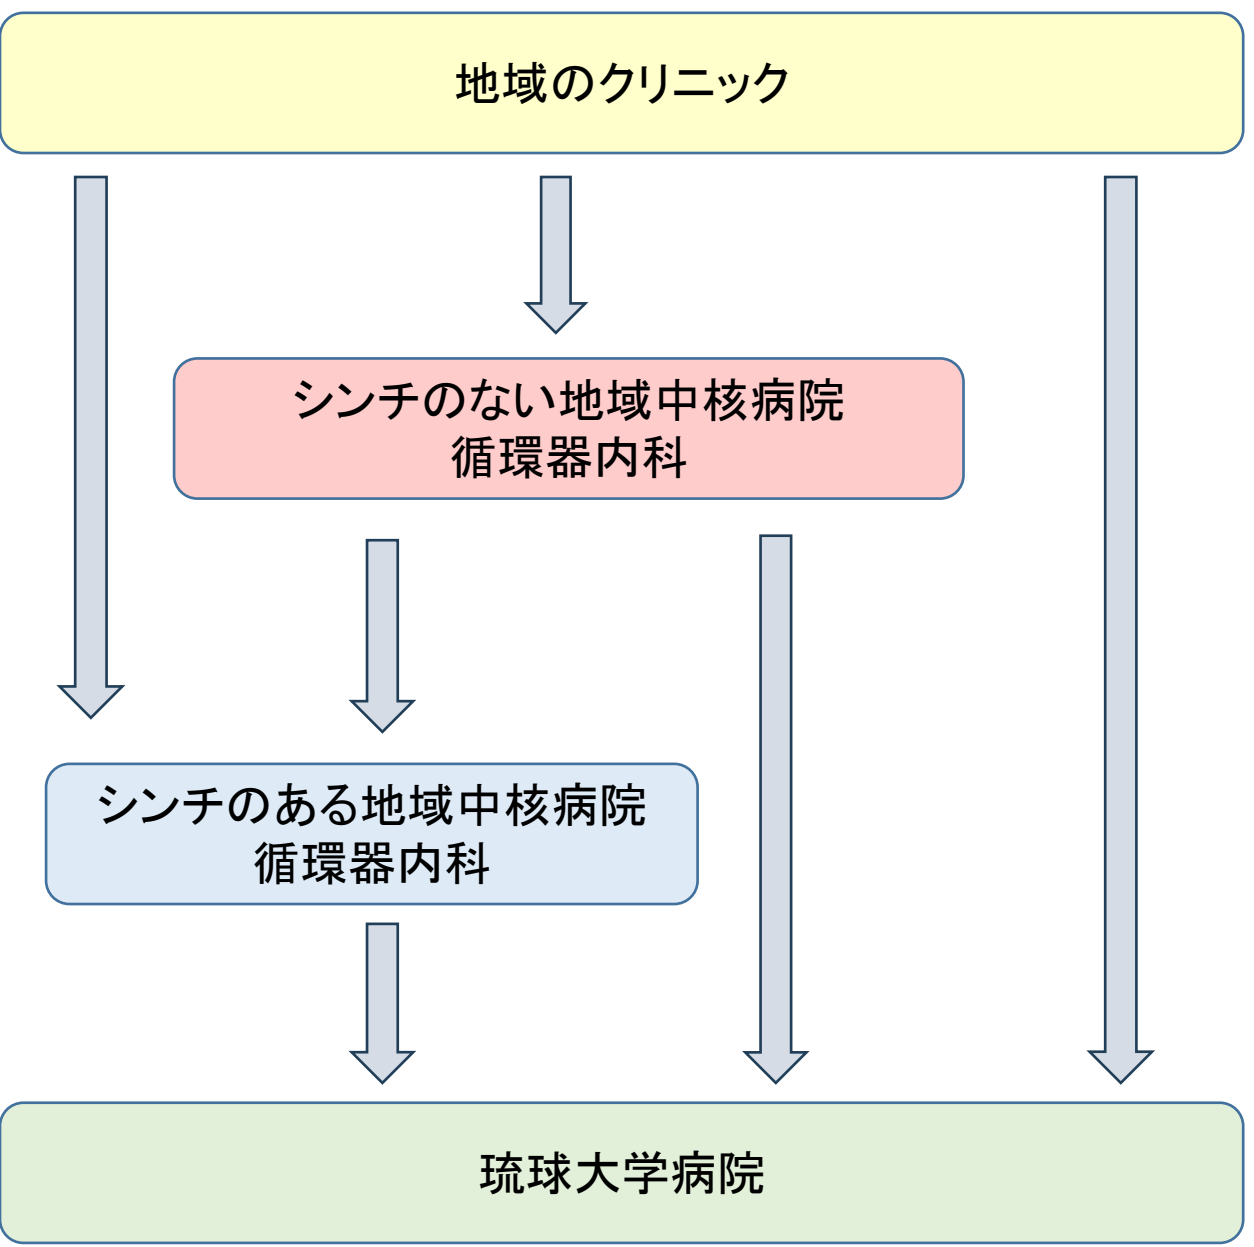 地域のクリニック
シンチのない地域中核病院
循環器内科
シンチのある地域中核病院
循環器内科
琉球大学病院